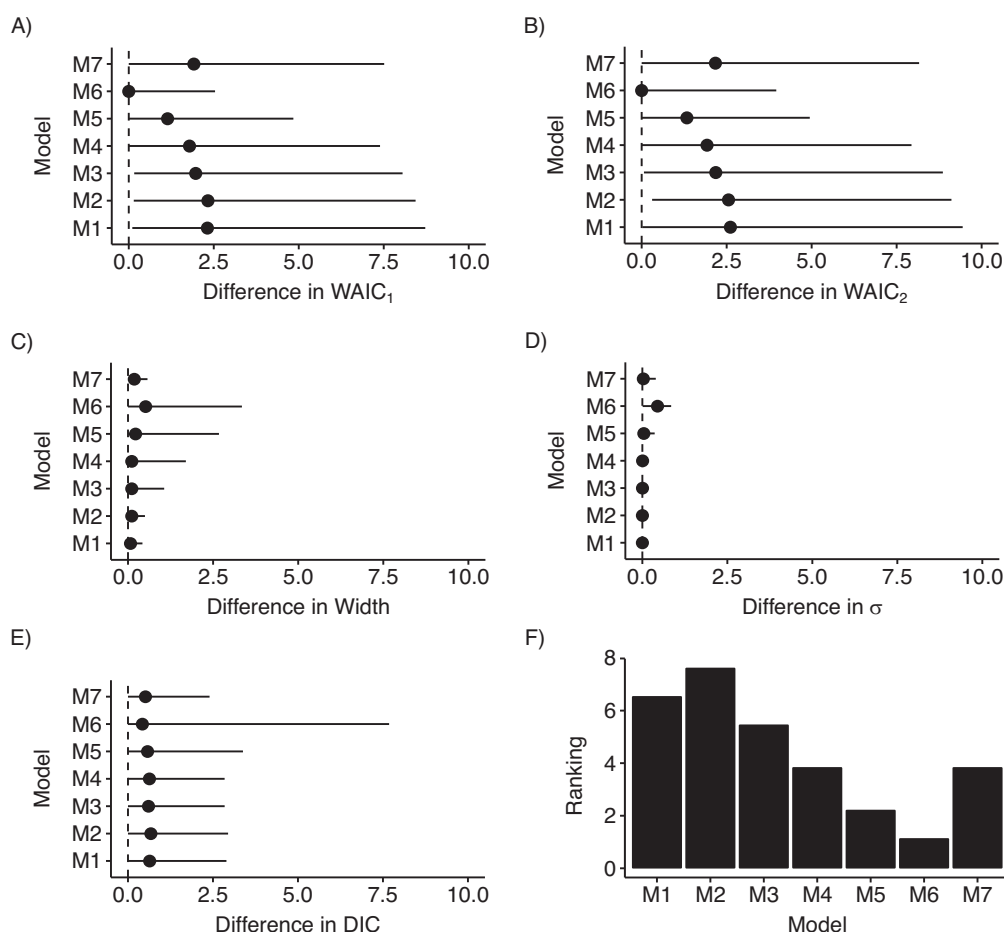 A)
Model
M7
M6
M5
M4
M3
M2
M1
0.0 2.5 5.0 7.5 10.0
Difference in WAIC₁
B)
Model
M7
M6
M5
M4
M3
M2
M1
0.0 2.5 5.0 7.5 10.0
Difference in WAIC₂
C)
Model
M7
M6
M5
M4
M3
M2
M1
0.0 2.5 5.0 7.5 10.0
Difference in Width
D)
Model
M7
M6
M5
M4
M3
M2
M1
0.0 2.5 5.0 7.5 10.0
Difference in σ
E)
Model
M7
M6
M5
M4
M3
M2
M1
0.0 2.5 5.0 7.5 10.0
Difference in DIC
F)
Ranking
8
6
4
2
0
M1 M2 M3 M4 M5 M6 M7
Model